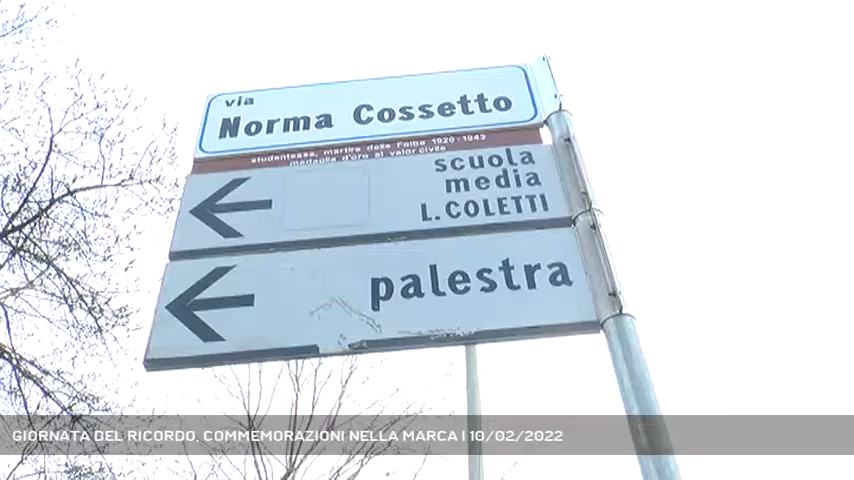 via
Norma Cossetto
studentessa, martire delle Foibe 1920-1943
medaglia d'oro al valor civile
scuola
media
L.COLETTI
palestra
GIORNATA DEL RICORDO, COMMEMORAZIONI NELLA MARCA | 10/02/2022